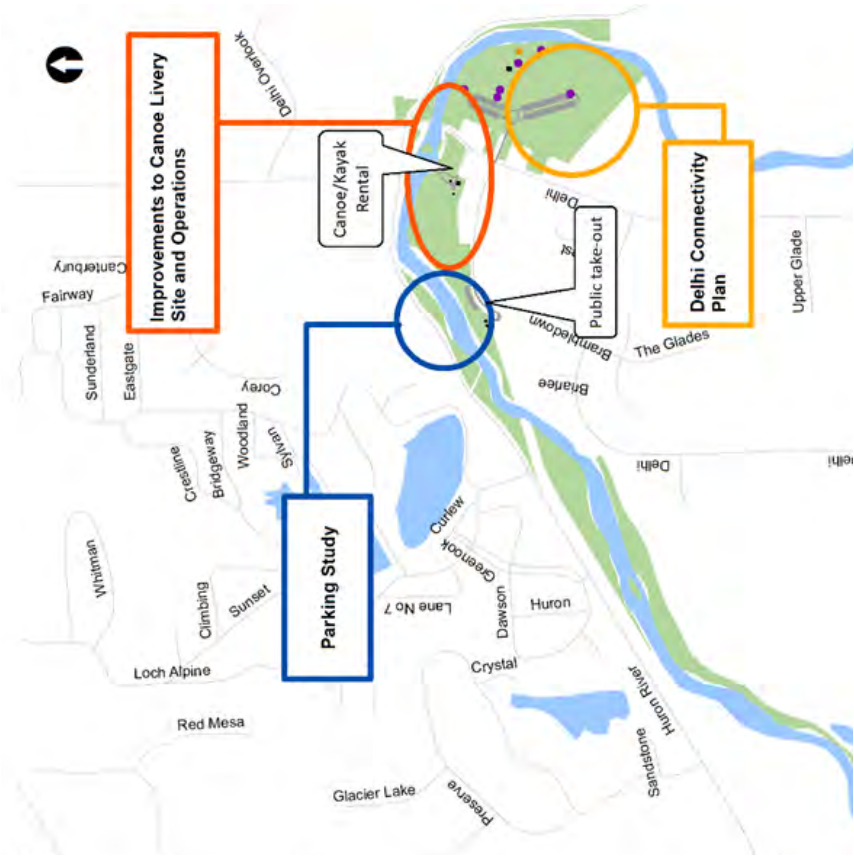 Improvements to Canoe Livery
Site and Operations
Delhi Overlook
Canoe/Kayak
Rental
Delhi Connectivity
Plan
Public take-out
Parking Study
Canterbury
Fairway
Sunderland
Eastgate
Corey
Woodland
Sylvan
Bridgeway
Crestline
Whitman
Climbing
Sunset
Loch Alpine
Red Mesa
Glacier Lake
Preserve
Crystal
Lane No 7
Curlew
Greenook
Dawson
Huron
Huron River
Sandstone
Delhi
Upper Glade
Brambledown
The Glades
Briarlee
Delhi
Delhi